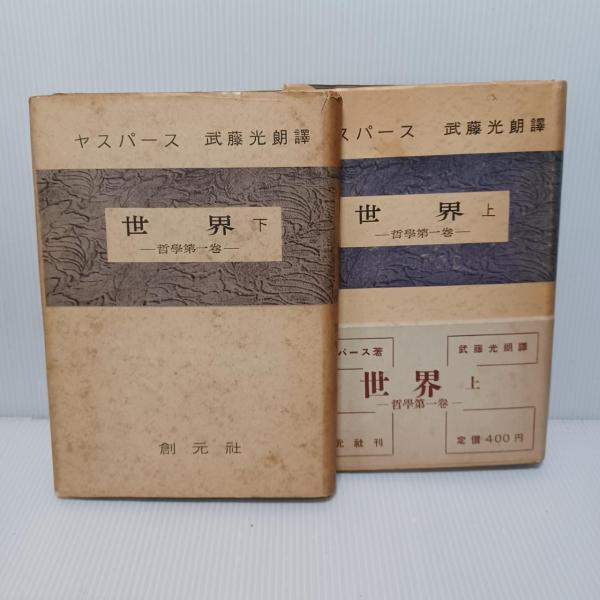 ヤスパース 武藤光朗譯
世界 下
―哲學第一卷―
創元社
スパース 武藤光朗譯
世界 上
―哲學第一卷―
パース著
武藤光朗譯
世界 上
―哲學第一卷―
元社刊
定價400円